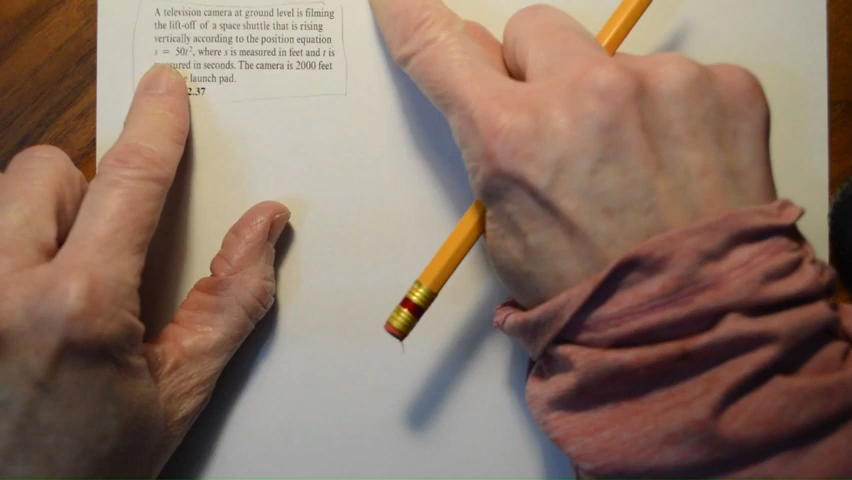 A television camera at ground level is filming
the lift-off of a space shuttle that is rising
vertically according to the position equation
s = 50t², where s is measured in feet and t is
in seconds. The camera is 2000 feet
launch pad.
2.37